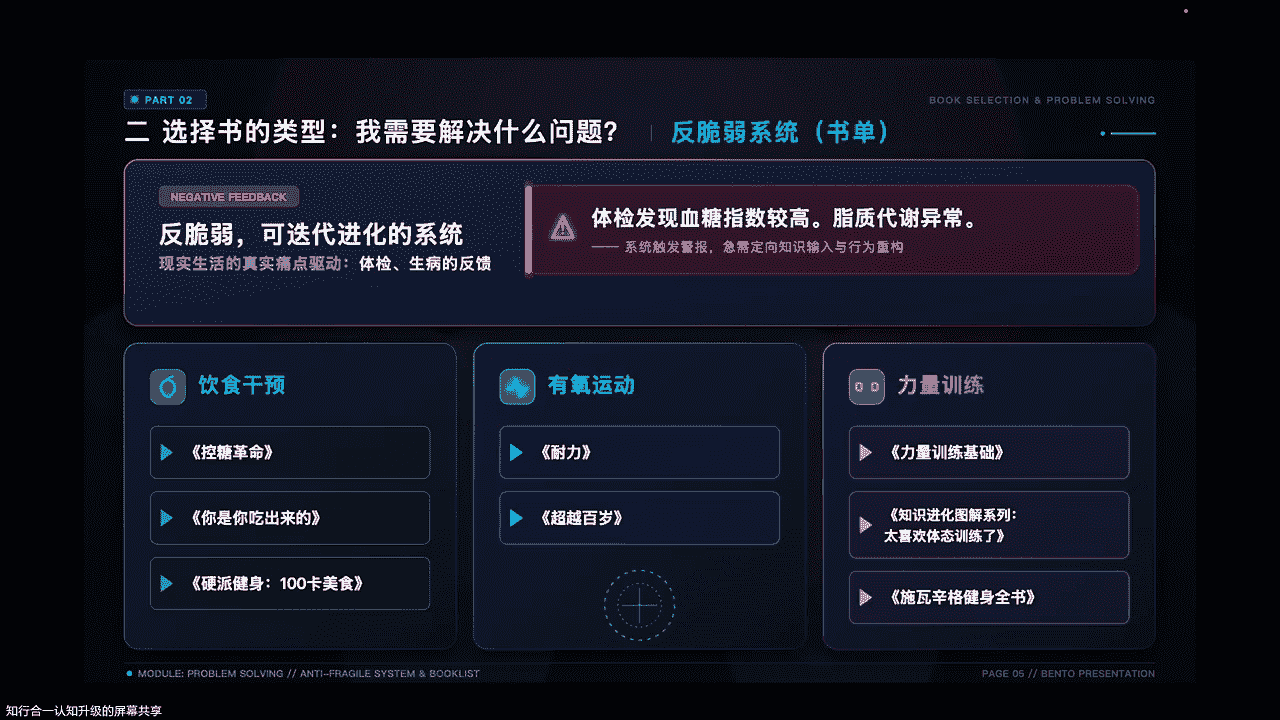 PART 02
BOOK SELECTION & PROBLEM SOLVING
二 选择书的类型：我需要解决什么问题？ | 反脆弱系统（书单）
NEGATIVE FEEDBACK
反脆弱，可迭代进化的系统
现实生活的真实痛点驱动：体检、生病的反馈
体检发现血糖指数较高。脂质代谢异常。
—— 系统触发警报，急需定向知识输入与行为重构
饮食干预
《控糖革命》
《你是你吃出来的》
《硬派健身：100卡美食》
有氧运动
《耐力》
《超越百岁》
力量训练
《力量训练基础》
《知识进化图解系列：
太喜欢体态训练了》
《施瓦辛格健身全书》
MODULE: PROBLEM SOLVING // ANTI-FRAGILE SYSTEM & BOOKLIST
PAGE 05 // BENTO PRESENTATION
知行合一认知升级的屏幕共享